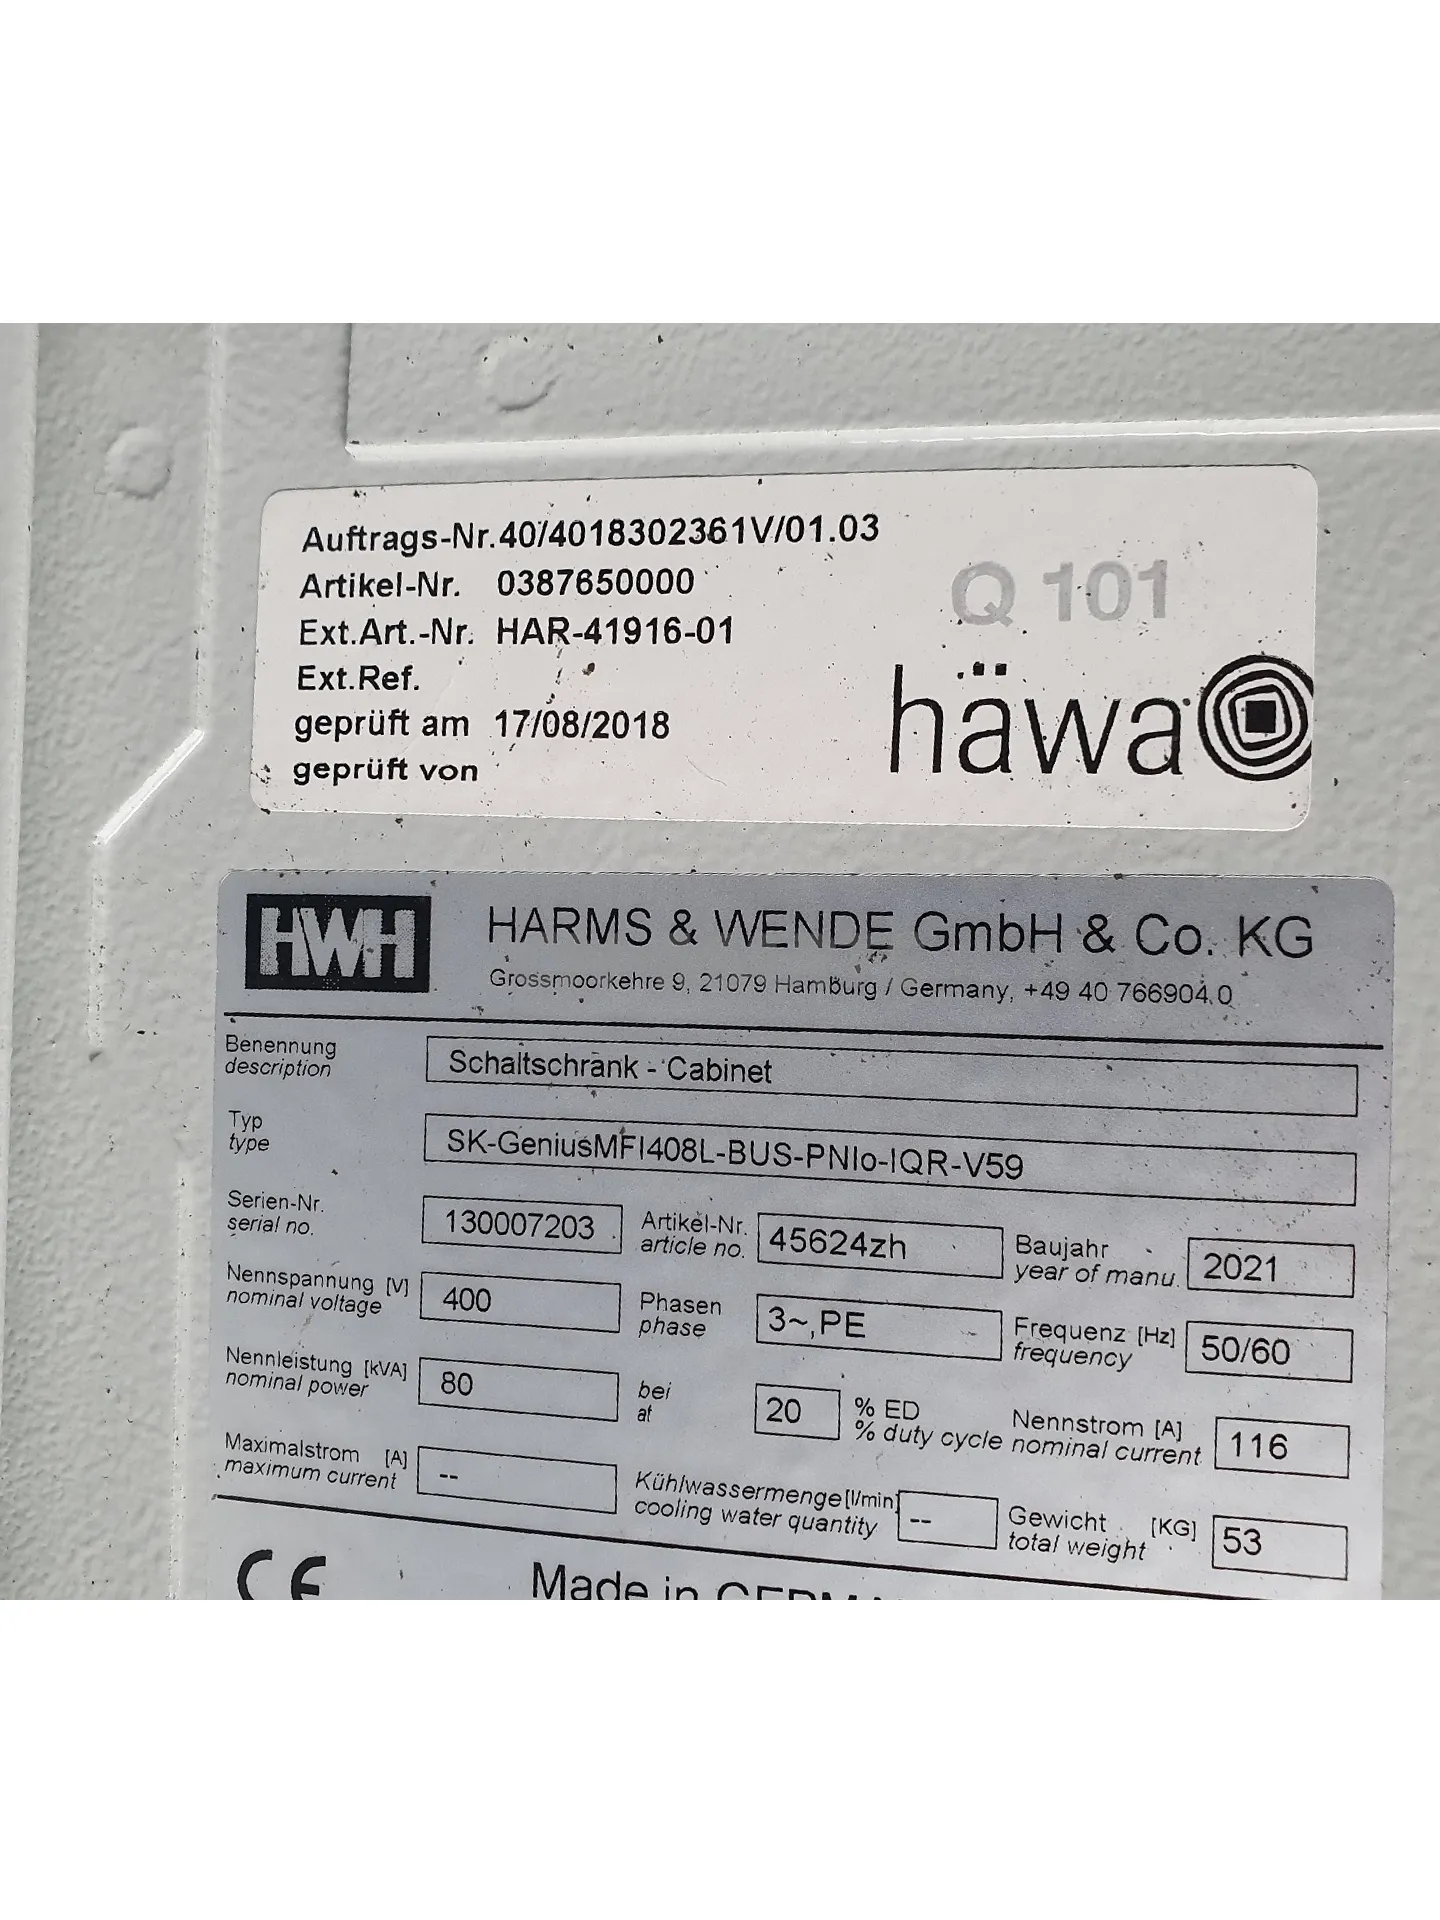 Auftrags-Nr.40/4018302361V/01.03
Artikel-Nr. 0387650000
Ext.Art.-Nr. HAR-41916-01
Ext.Ref.
geprüft am 17/08/2018
geprüft von
Q 101
häwa
HWH
HARMS & WENDE GmbH & Co. KG
Grossmoorkehre 9, 21079 Hamburg / Germany, +49 40 766904.0
Benennung
description
Schaltschrank - Cabinet
Typ
type
SK-GeniusMFI408L-BUS-PNIo-IQR-V59
Serien-Nr.
serial no.
130007203
Artikel-Nr.
article no.
45624zh
Baujahr
year of manu.
2021
Nennspannung [V]
nominal voltage
400
Phasen
phase
3~,PE
Frequenz [Hz]
frequency
50/60
Nennleistung [kVA]
nominal power
80
bei
at
20
% ED
% duty cycle
Nennstrom [A]
nominal current
116
Maximalstrom [A]
maximum current
--
Kühlwassermenge[l/min]
cooling water quantity
--
Gewicht [KG]
total weight
53
CE
Made in